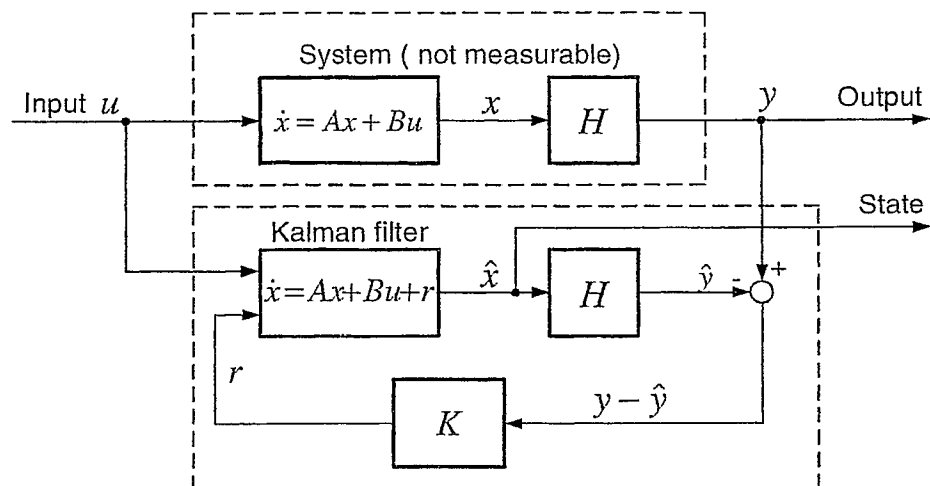 System ( not measurable)
Input u
ẋ = Ax + Bu
x
H
y
Output
State
Kalman filter
ẋ=Ax+Bu+r
x̂
H
ŷ
-
+
r
K
y − ŷ